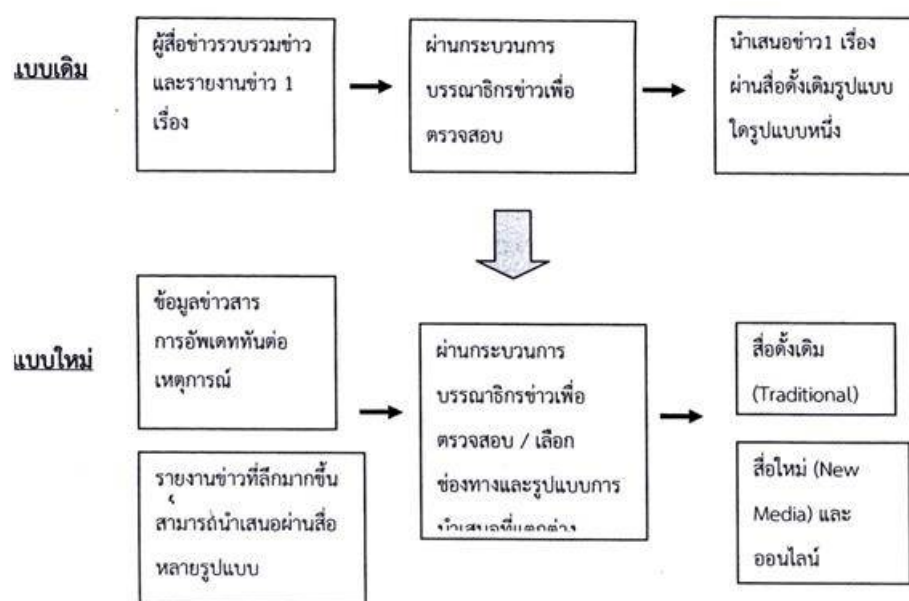 แบบเดิม
ผู้สื่อข่าวรวบรวมข่าว
และรายงานข่าว 1
เรื่อง
ผ่านกระบวนการ
บรรณาธิกรข่าวเพื่อ
ตรวจสอบ
นำเสนอข่าว1 เรื่อง
ผ่านสื่อดั้งเดิมรูปแบบ
ใดรูปแบบหนึ่ง
แบบใหม่
ข้อมูลข่าวสาร
การอัพเดททันต่อ
เหตุการณ์
รายงานข่าวที่ลึกมากขึ้น
สามารถนำเสนอผ่านสื่อ
หลายรูปแบบ
ผ่านกระบวนการ
บรรณาธิกรข่าวเพื่อ
ตรวจสอบ / เลือก
ช่องทางและรูปแบบการ
นำเสนอที่แตกต่าง
สื่อดั้งเดิม
(Traditional)
สื่อใหม่ (New
Media) และ
ออนไลน์